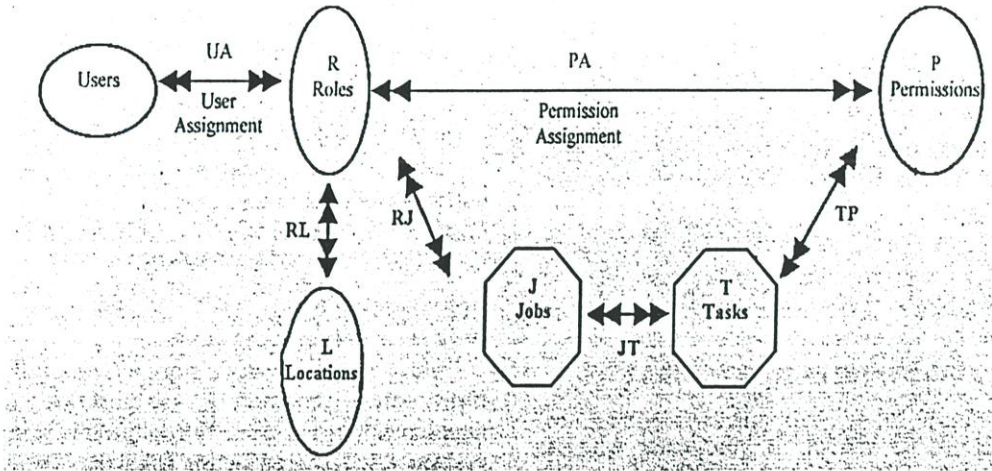 Users
UA
User
Assignment
R
Roles
PA
Permission
Assignment
P
Permissions
RL
RJ
TP
L
Locations
J
Jobs
JT
T
Tasks